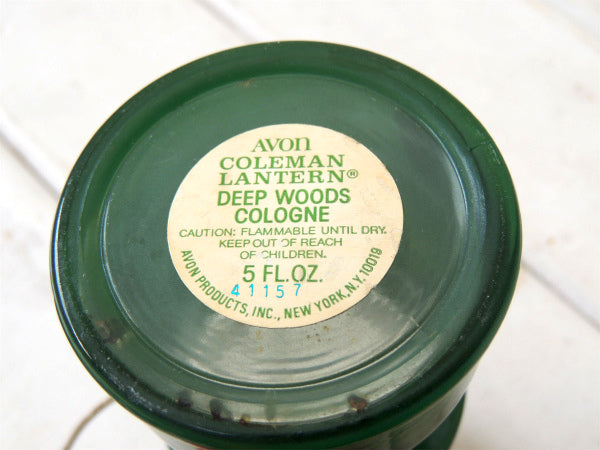 AVON
COLEMAN
LANTERN®
DEEP WOODS
COLOGNE
CAUTION: FLAMMABLE UNTIL DRY.
KEEP OUT OF REACH
OF CHILDREN.
5 FL. OZ.
41157
AVON PRODUCTS, INC., NEW YORK, N.Y. 10019